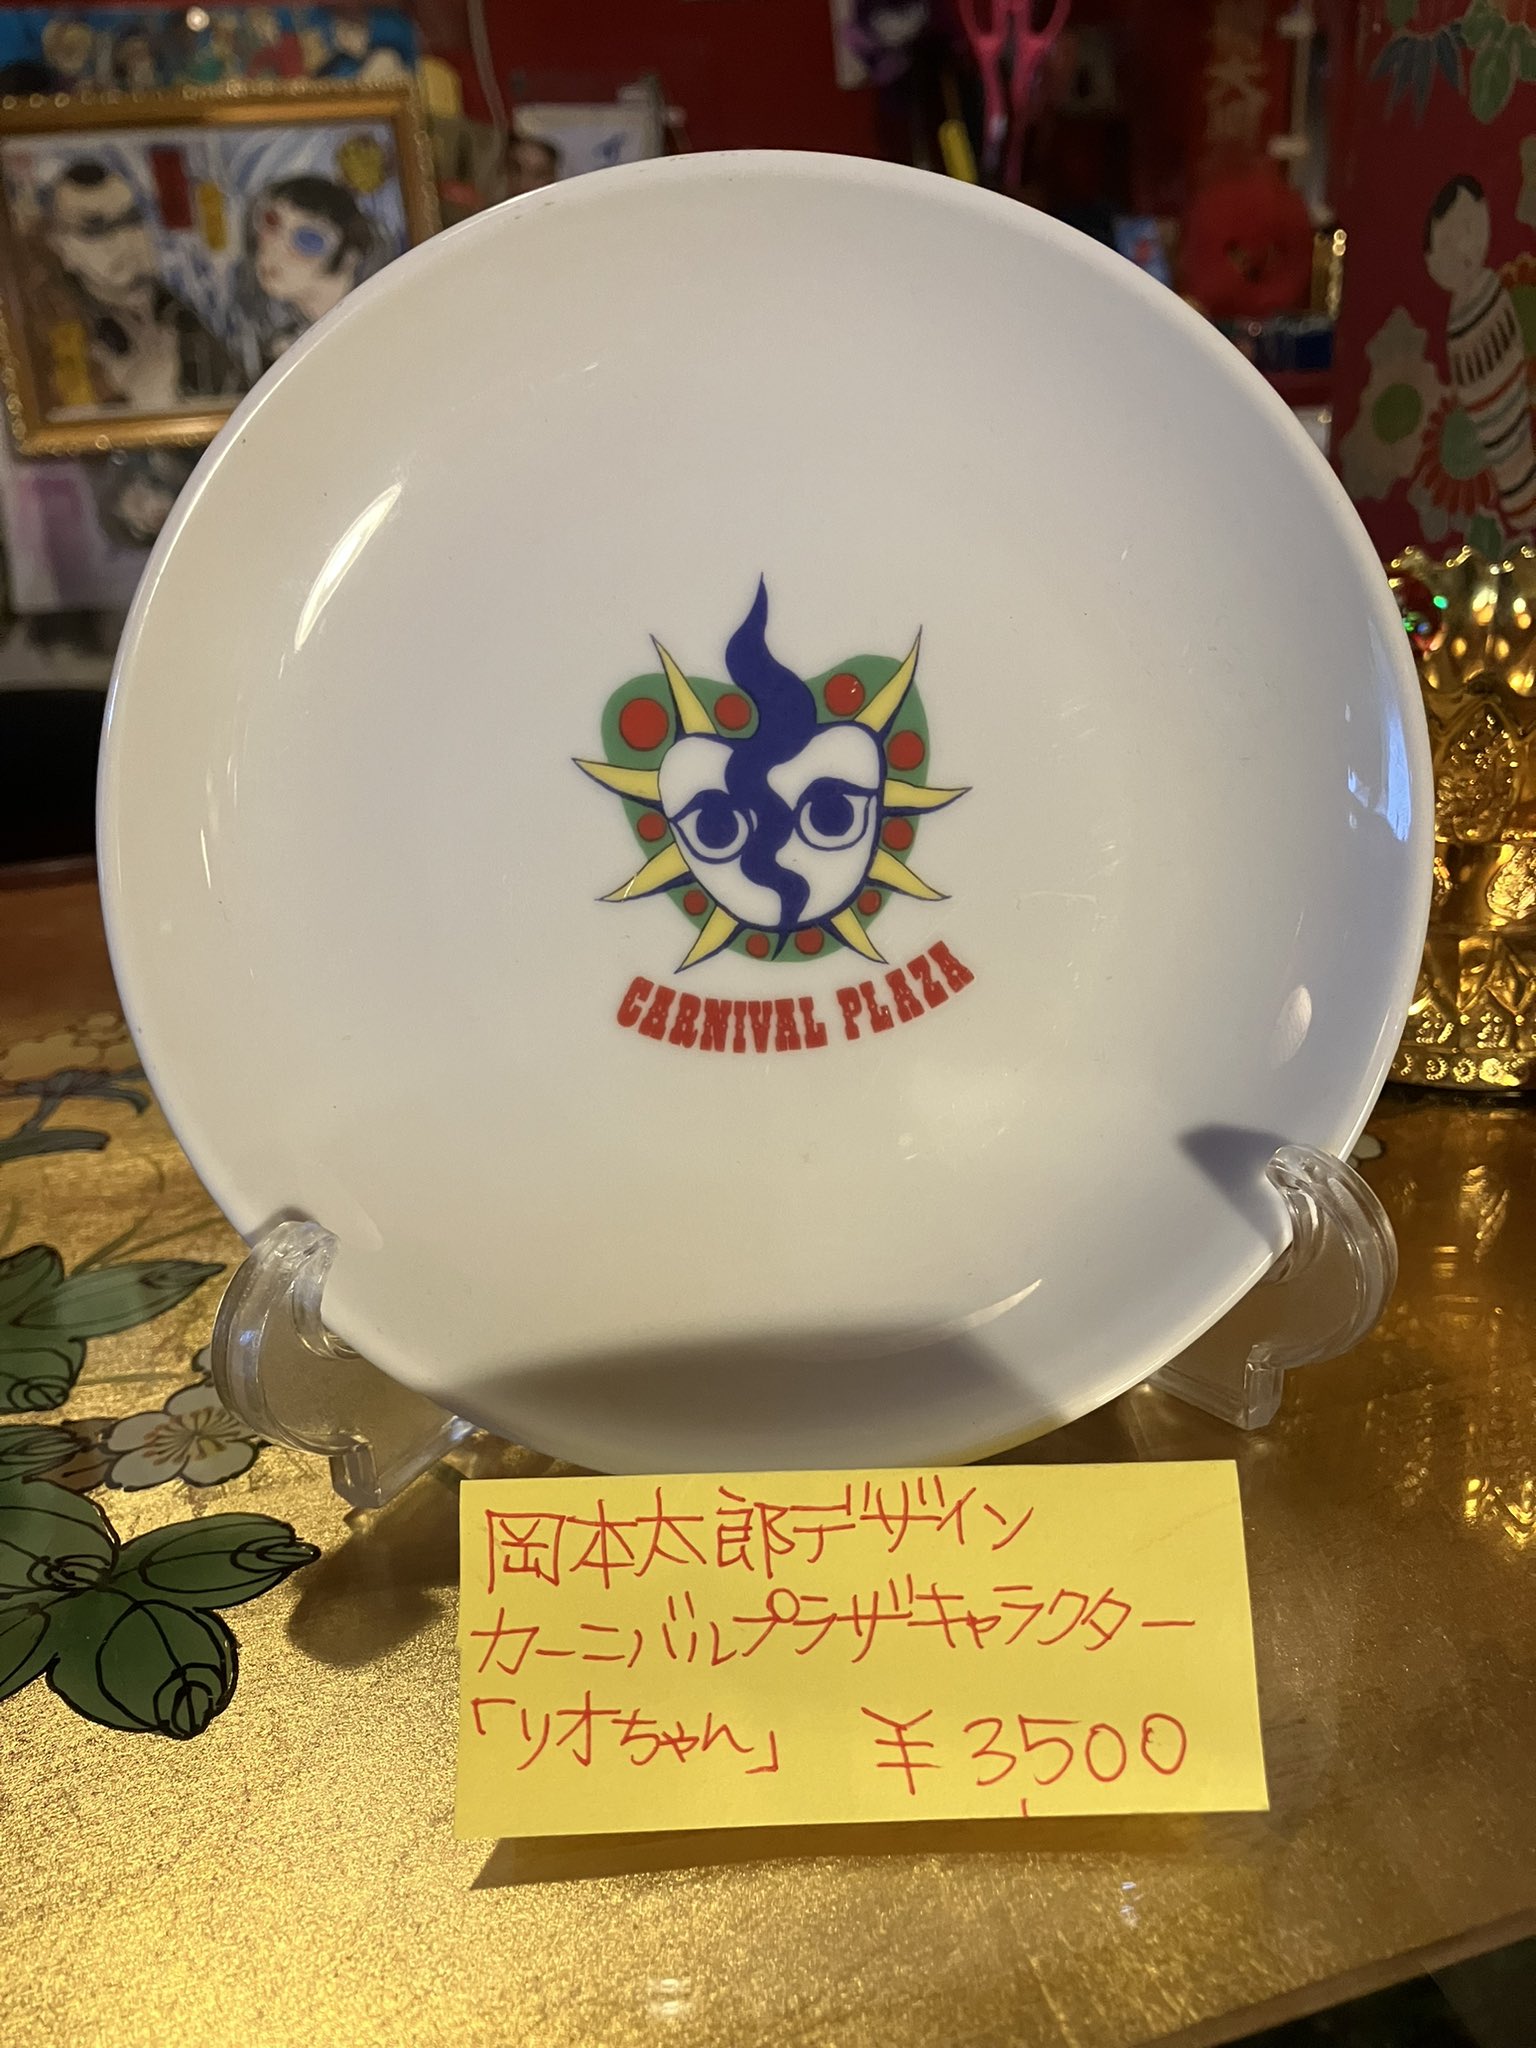 CARNIVAL PLAZA
岡本太郎デザイン
カーニバルプラザキャラクター
「リオちゃん」 ¥3500